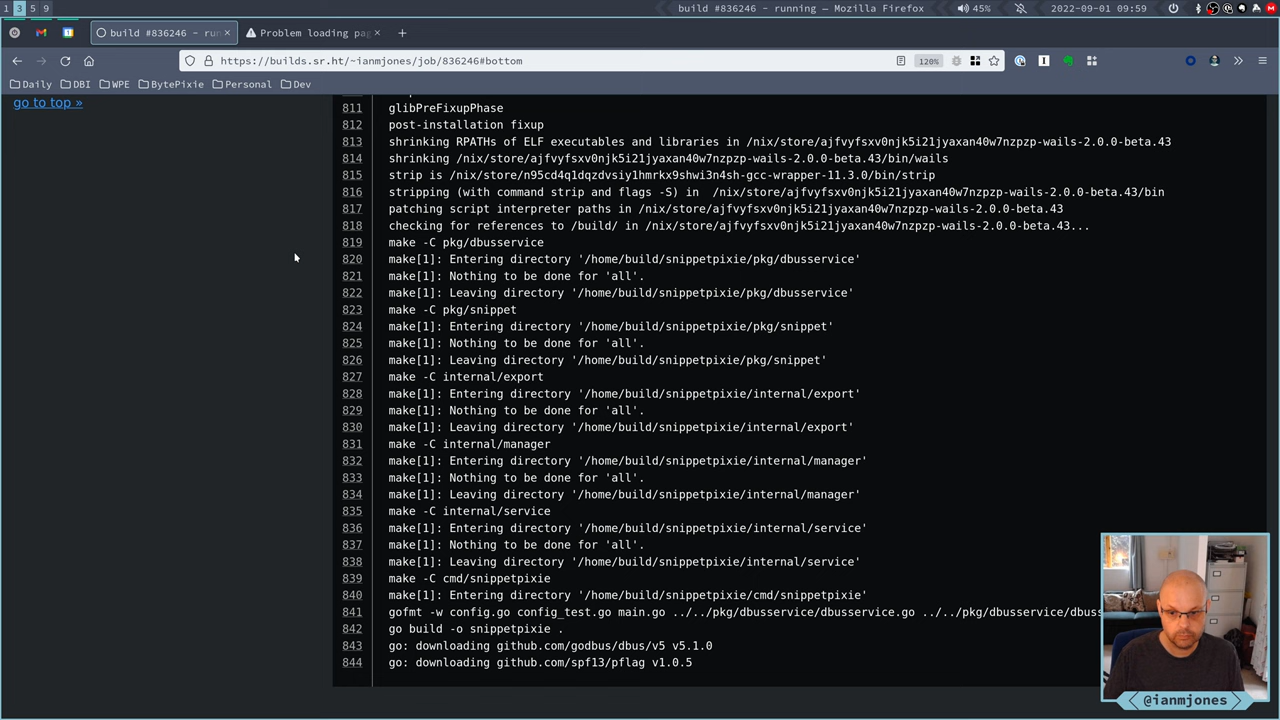 1 3 5 9
build #836246 - running — Mozilla Firefox
45%
2022-09-01 09:59
build #836246 - run
Problem loading pag
https://builds.sr.ht/~ianmjones/job/836246#bottom
120%
Daily DBI WPE BytePixie Personal Dev
go to top »
811 glibPreFixupPhase
812 post-installation fixup
813 shrinking RPATHs of ELF executables and libraries in /nix/store/ajfvyfsxv0njk5i21jyaxan40w7nzpzp-wails-2.0.0-beta.43
814 shrinking /nix/store/ajfvyfsxv0njk5i21jyaxan40w7nzpzp-wails-2.0.0-beta.43/bin/wails
815 strip is /nix/store/n95cd4q1dqzdvsiy1hmrkx9shwi3n4sh-gcc-wrapper-11.3.0/bin/strip
816 stripping (with command strip and flags -S) in  /nix/store/ajfvyfsxv0njk5i21jyaxan40w7nzpzp-wails-2.0.0-beta.43/bin
817 patching script interpreter paths in /nix/store/ajfvyfsxv0njk5i21jyaxan40w7nzpzp-wails-2.0.0-beta.43
818 checking for references to /build/ in /nix/store/ajfvyfsxv0njk5i21jyaxan40w7nzpzp-wails-2.0.0-beta.43...
819 make -C pkg/dbusservice
820 make[1]: Entering directory '/home/build/snippetpixie/pkg/dbusservice'
821 make[1]: Nothing to be done for 'all'.
822 make[1]: Leaving directory '/home/build/snippetpixie/pkg/dbusservice'
823 make -C pkg/snippet
824 make[1]: Entering directory '/home/build/snippetpixie/pkg/snippet'
825 make[1]: Nothing to be done for 'all'.
826 make[1]: Leaving directory '/home/build/snippetpixie/pkg/snippet'
827 make -C internal/export
828 make[1]: Entering directory '/home/build/snippetpixie/internal/export'
829 make[1]: Nothing to be done for 'all'.
830 make[1]: Leaving directory '/home/build/snippetpixie/internal/export'
831 make -C internal/manager
832 make[1]: Entering directory '/home/build/snippetpixie/internal/manager'
833 make[1]: Nothing to be done for 'all'.
834 make[1]: Leaving directory '/home/build/snippetpixie/internal/manager'
835 make -C internal/service
836 make[1]: Entering directory '/home/build/snippetpixie/internal/service'
837 make[1]: Nothing to be done for 'all'.
838 make[1]: Leaving directory '/home/build/snippetpixie/internal/service'
839 make -C cmd/snippetpixie
840 make[1]: Entering directory '/home/build/snippetpixie/cmd/snippetpixie'
841 gofmt -w config.go config_test.go main.go ../../pkg/dbusservice/dbusservice.go ../../pkg/dbusservice/dbuss
842 go build -o snippetpixie .
843 go: downloading github.com/godbus/dbus/v5 v5.1.0
844 go: downloading github.com/spf13/pflag v1.0.5
@ianmjones